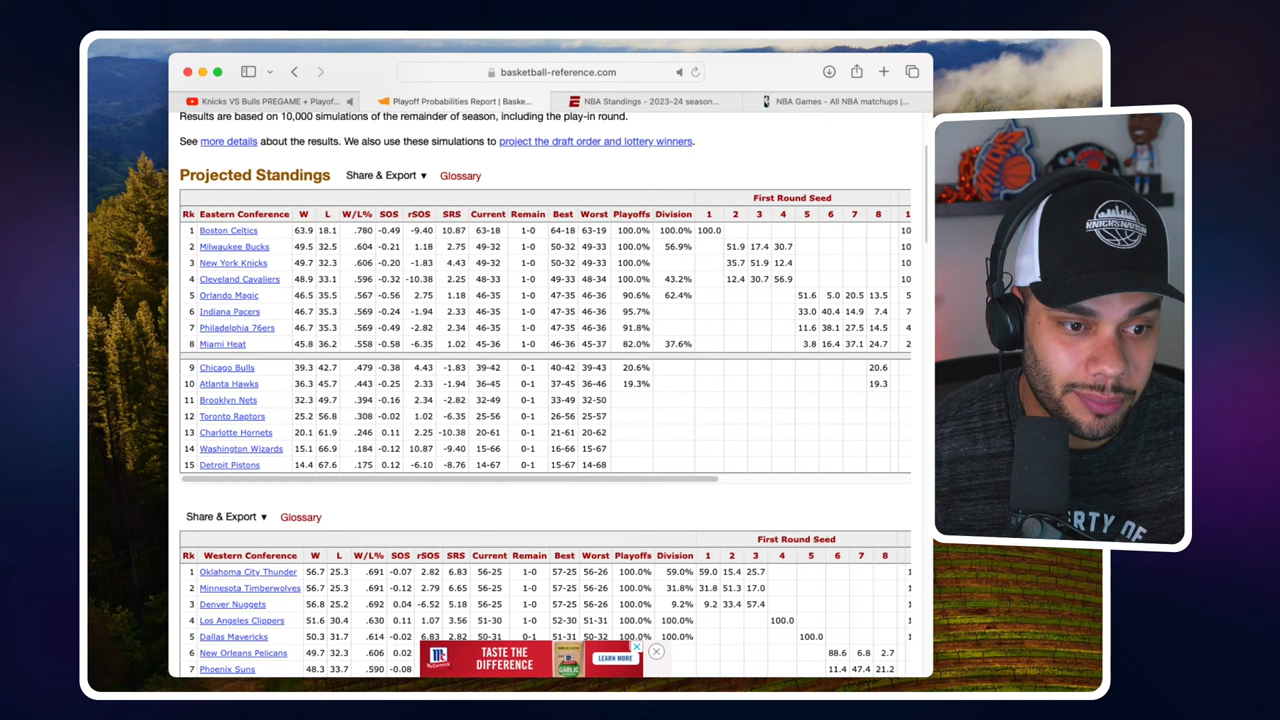 basketball-reference.com
Knicks VS Bulls PREGAME + Playof...
Playoff Probabilities Report | Baske...
NBA Standings - 2023-24 season...
NBA Games - All NBA matchups |...
Results are based on 10,000 simulations of the remainder of season, including the play-in round.
See more details about the results. We also use these simulations to project the draft order and lottery winners.
Projected Standings Share & Export ▼ Glossary
First Round Seed
Rk Eastern Conference W L W/L% SOS rSOS SRS Current Remain Best Worst Playoffs Division 1 2 3 4 5 6 7 8 1
1 Boston Celtics 63.9 18.1 .780 -0.49 -9.40 10.87 63-18 1-0 64-18 63-19 100.0% 100.0% 100.0 10
2 Milwaukee Bucks 49.5 32.5 .604 -0.21 1.18 2.75 49-32 1-0 50-32 49-33 100.0% 56.9% 51.9 17.4 30.7 10
3 New York Knicks 49.7 32.3 .606 -0.20 -1.83 4.43 49-32 1-0 50-32 49-33 100.0% 35.7 51.9 12.4 10
4 Cleveland Cavaliers 48.9 33.1 .596 -0.32 -10.38 2.25 48-33 1-0 49-33 48-34 100.0% 43.2% 12.4 30.7 56.9 10
5 Orlando Magic 46.5 35.5 .567 -0.56 2.75 1.18 46-35 1-0 47-35 46-36 90.6% 62.4% 51.6 5.0 20.5 13.5 5
6 Indiana Pacers 46.7 35.3 .569 -0.24 -1.94 2.33 46-35 1-0 47-35 46-36 95.7% 33.0 40.4 14.9 7.4 7
7 Philadelphia 76ers 46.7 35.3 .569 -0.49 -2.82 2.34 46-35 1-0 47-35 46-36 91.8% 11.6 38.1 27.5 14.5 4
8 Miami Heat 45.8 36.2 .558 -0.58 -6.35 1.02 45-36 1-0 46-36 45-37 82.0% 37.6% 3.8 16.4 37.1 24.7 2
9 Chicago Bulls 39.3 42.7 .479 -0.38 4.43 -1.83 39-42 0-1 40-42 39-43 20.6% 20.6
10 Atlanta Hawks 36.3 45.7 .443 -0.25 2.33 -1.94 36-45 0-1 37-45 36-46 19.3% 19.3
11 Brooklyn Nets 32.3 49.7 .394 -0.16 2.34 -2.82 32-49 0-1 33-49 32-50
12 Toronto Raptors 25.2 56.8 .308 -0.02 1.02 -6.35 25-56 0-1 26-56 25-57
13 Charlotte Hornets 20.1 61.9 .246 0.11 2.25 -10.38 20-61 0-1 21-61 20-62
14 Washington Wizards 15.1 66.9 .184 -0.12 10.87 -9.40 15-66 0-1 16-66 15-67
15 Detroit Pistons 14.4 67.6 .175 0.12 -6.10 -8.76 14-67 0-1 15-67 14-68
Share & Export ▼ Glossary
First Round Seed
Rk Western Conference W L W/L% SOS rSOS SRS Current Remain Best Worst Playoffs Division 1 2 3 4 5 6 7 8 1
1 Oklahoma City Thunder 56.7 25.3 .691 -0.07 2.82 6.83 56-25 1-0 57-25 56-26 100.0% 59.0% 59.0 15.4 25.7 1
2 Minnesota Timberwolves 56.7 25.3 .691 -0.12 2.79 6.65 56-25 1-0 57-25 56-26 100.0% 31.8% 31.8 51.3 17.0 1
3 Denver Nuggets 56.8 25.2 .692 0.04 -6.52 5.18 56-25 1-0 57-25 56-26 100.0% 9.2% 9.2 33.4 57.4 1
4 Los Angeles Clippers 51.6 30.4 .630 0.11 1.07 3.56 51-30 1-0 52-30 51-31 100.0% 100.0% 100.0 1
5 Dallas Mavericks 50.3 31.7 .614 -0.02 6.83 2.82 50-31 0-1 51-31 50-32 100.0% 100.0% 100.0 1
6 New Orleans Pelicans 49.7 32.3 .606 0.02 88.6 6.8 2.7
7 Phoenix Suns 48.3 33.7 .590 -0.08 11.4 47.4 21.2
McCormick
TASTE THE
DIFFERENCE
GARLIC
LEARN MORE
KNICKS
KNICKSNATION
PROPERTY OF